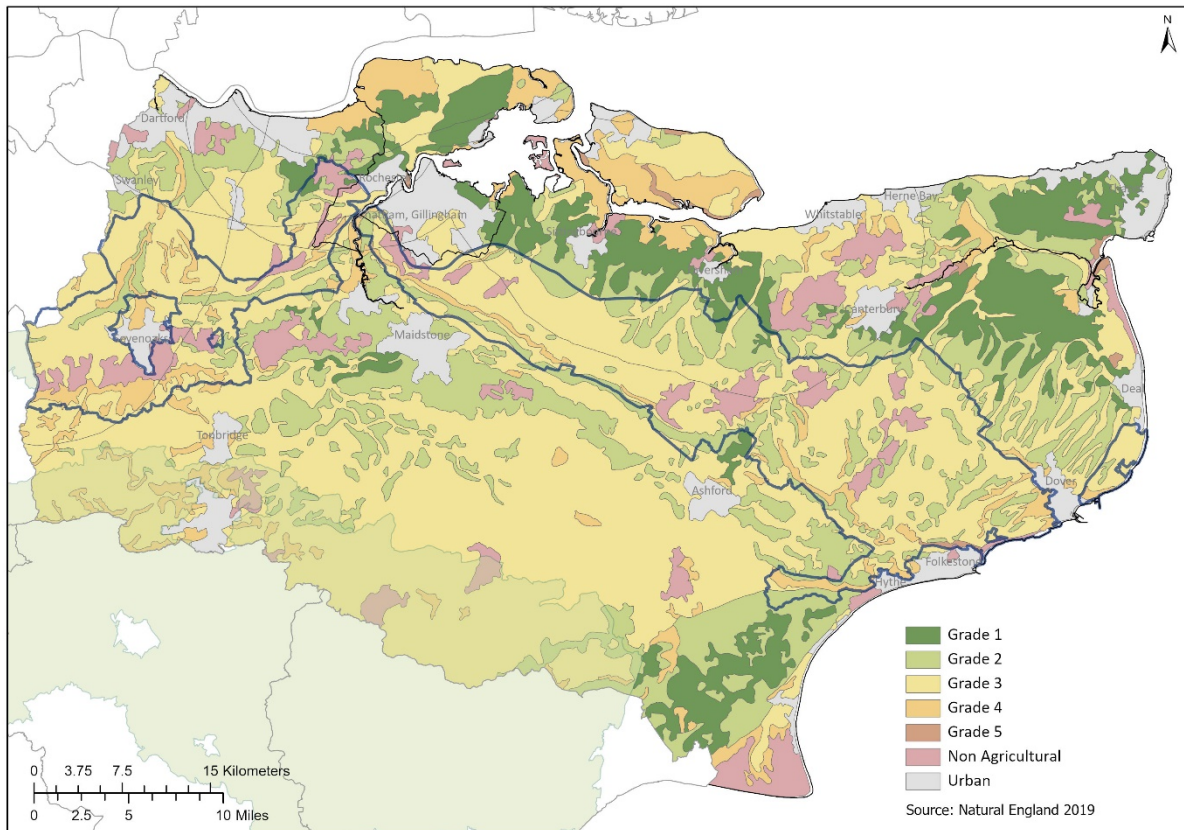 N
Dartford
Swanley
Rochester
Chatham, Gillingham
Herne Bay
Whitstable
Canterbury
Sevenoaks
Maidstone
Deal
Tonbridge
Ashford
Dover
Folkestone
Hythe
Grade 1
Grade 2
Grade 3
Grade 4
Grade 5
Non Agricultural
Urban
Source: Natural England 2019
0 3.75 7.5 15 Kilometers
0 2.5 5 10 Miles